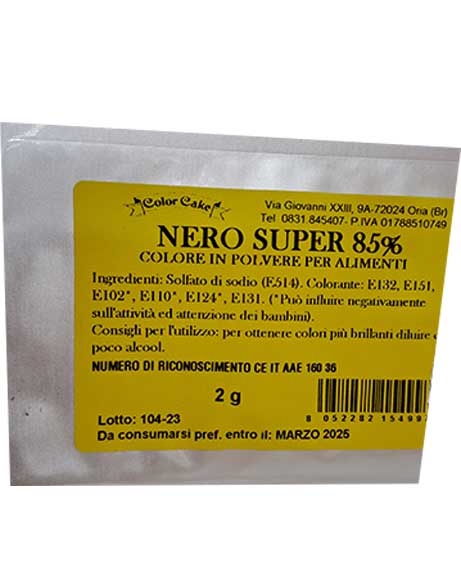 Color Cake
Via Giovanni XXIII, 9A-72024 Oria (Br)
Tel 0831.845407- P.IVA 01788510749
NERO SUPER 85%
COLORE IN POLVERE PER ALIMENTI
Ingredienti: Solfato di sodio (E514). Colorante: E132, E151,
E102*, E110*, E124*, E131. (*Può influire negativamente
sull'attività ed attenzione dei bambini).
Consigli per l'utilizzo: per ottenere colori più brillanti diluire
poco alcool.
NUMERO DI RICONOSCIMENTO CE IT AAE 160 36
2 g
8 052282 15499
Lotto: 104-23
Da consumarsi pref. entro il: MARZO 2025